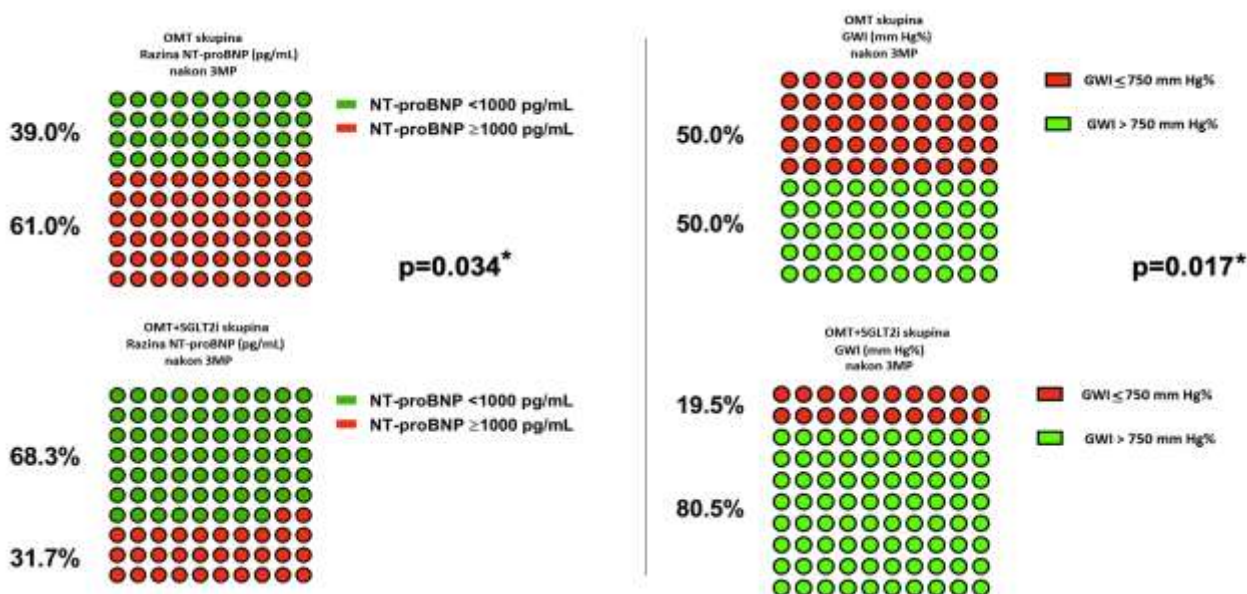 OMT skupina
Razina NT-proBNP (pg/mL)
nakon 3MP
39.0%
61.0%
NT-proBNP <1000 pg/mL
NT-proBNP ≥1000 pg/mL
p=0.034*
OMT+SGLT2i skupina
Razina NT-proBNP (pg/mL)
nakon 3MP
68.3%
31.7%
NT-proBNP <1000 pg/mL
NT-proBNP ≥1000 pg/mL
OMT skupina
GWI (mm Hg%)
nakon 3MP
50.0%
50.0%
GWI ≤750 mm Hg%
GWI > 750 mm Hg%
p=0.017*
OMT+SGLT2i skupina
GWI (mm Hg%)
nakon 3MP
19.5%
80.5%
GWI ≤750 mm Hg%
GWI > 750 mm Hg%